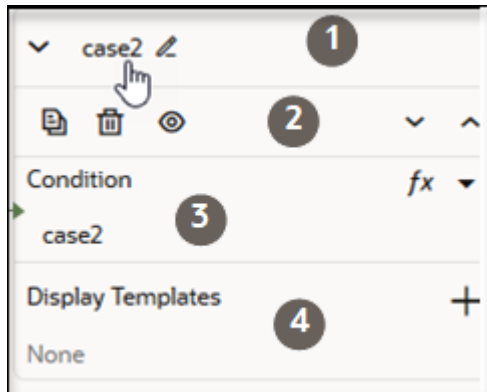 case2
1
2
Condition
fx
case2
3
Display Templates
4
None